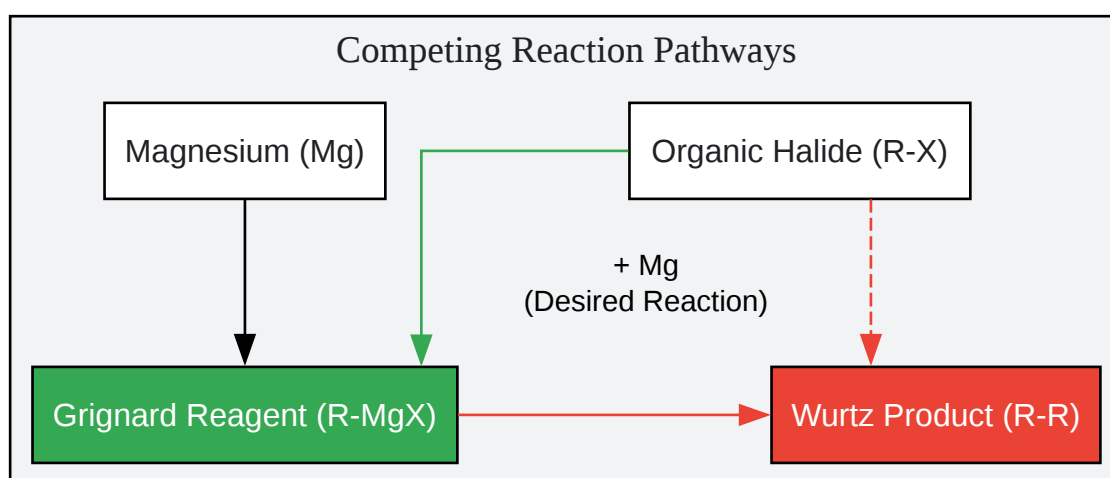 Competing Reaction Pathways
Magnesium (Mg)
Organic Halide (R-X)
+ Mg
(Desired Reaction)
Grignard Reagent (R-MgX)
Wurtz Product (R-R)